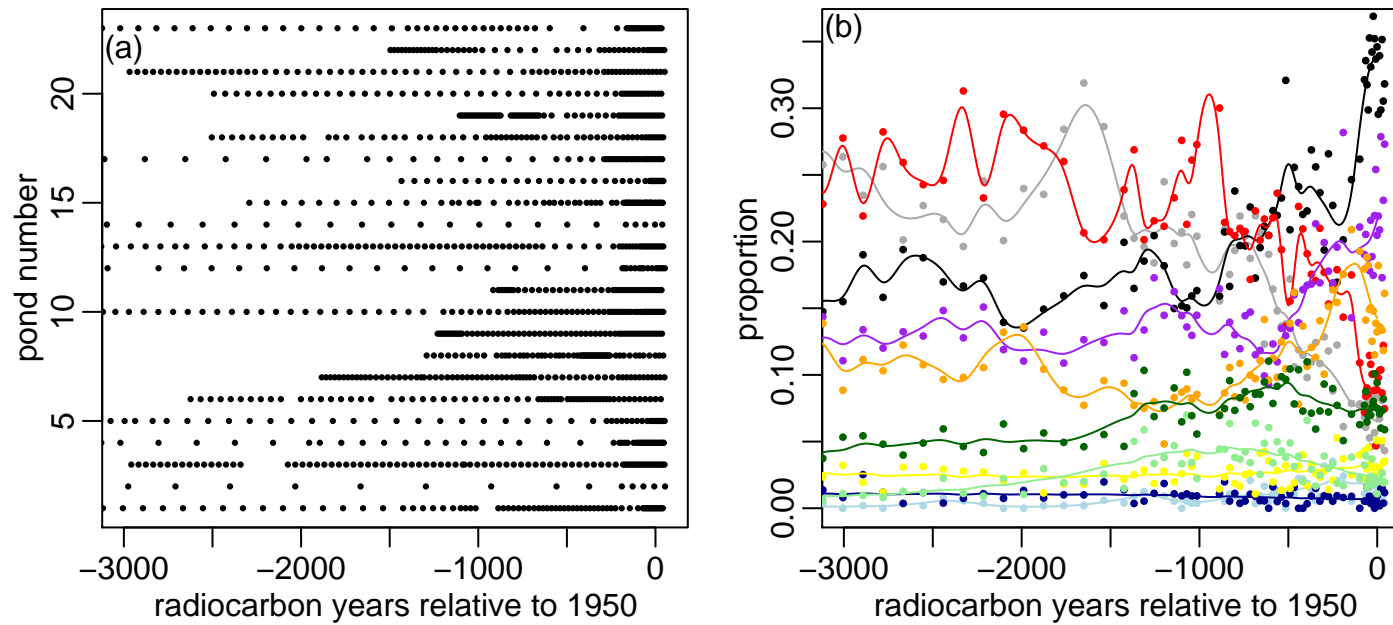 (a)
pond number
20
15
10
5
−3000
−2000
−1000
0
radiocarbon years relative to 1950
(b)
proportion
0.30
0.20
0.10
0.00
−3000
−2000
−1000
0
radiocarbon years relative to 1950